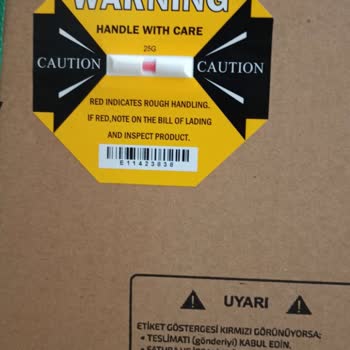 WARNING
HANDLE WITH CARE
25G
CAUTION CAUTION
RED INDICATES ROUGH HANDLING.
IF RED,NOTE ON THE BILL OF LADING
AND INSPECT PRODUCT.
E11423838
UYARI
ETİKET GÖSTERGESİ KIRMIZI GÖRÜNÜYORSA;
• TESLİMATI (gönderiyi) KABUL EDİN,